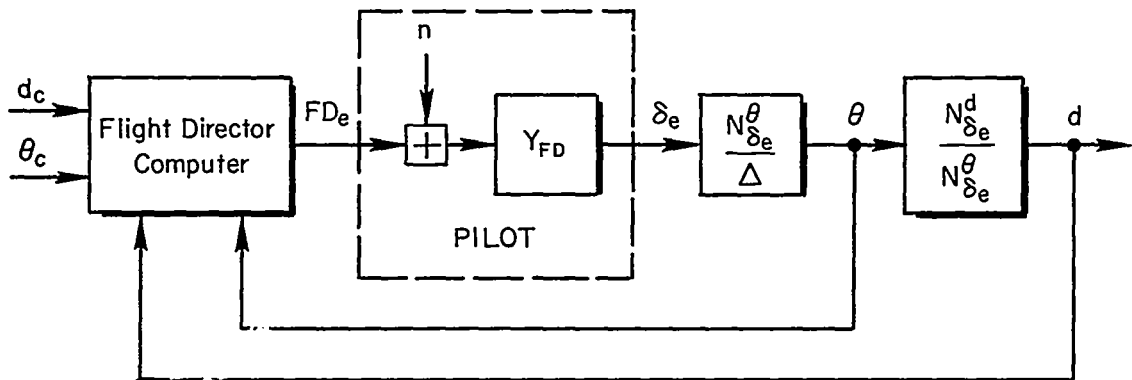 n
d_c
θ_c
Flight Director
Computer
FD_e
+
Y_FD
PILOT
δ_e
N^θ_δe
Δ
θ
N^d_δe
N^θ_δe
d